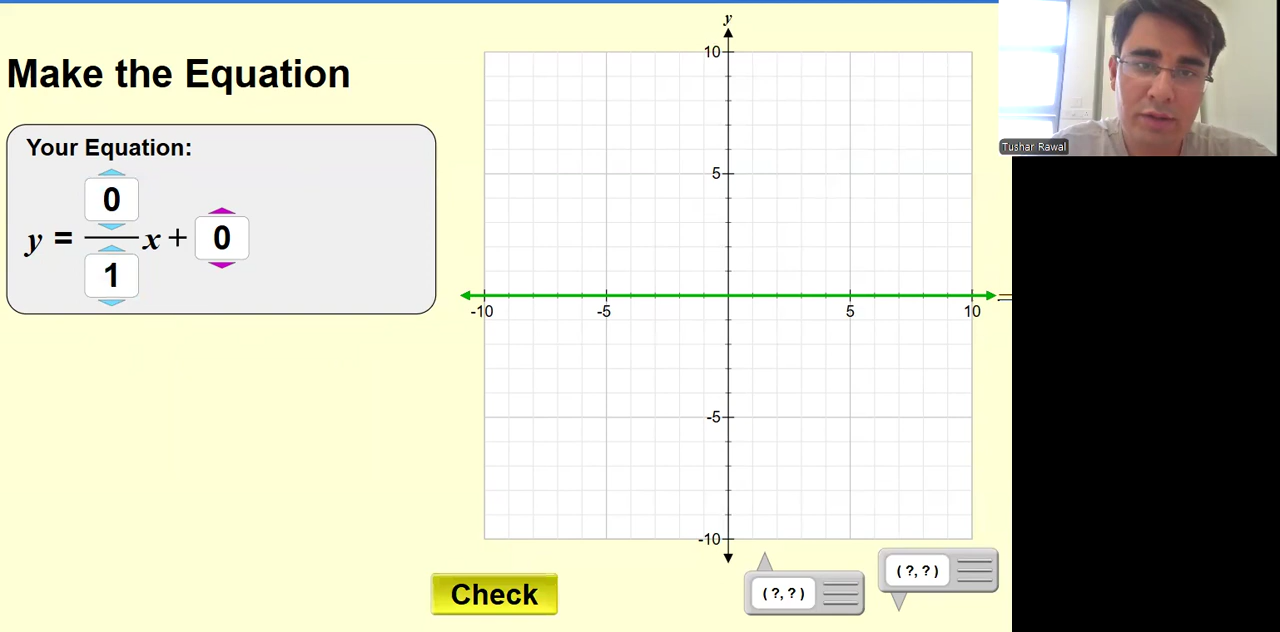 y
10
Make the Equation
Your Equation:
0
y = x + 0
1
5
-10 -5 5 10
-5
-10
Check
( ?, ? )
( ?, ? )
Tushar Rawal